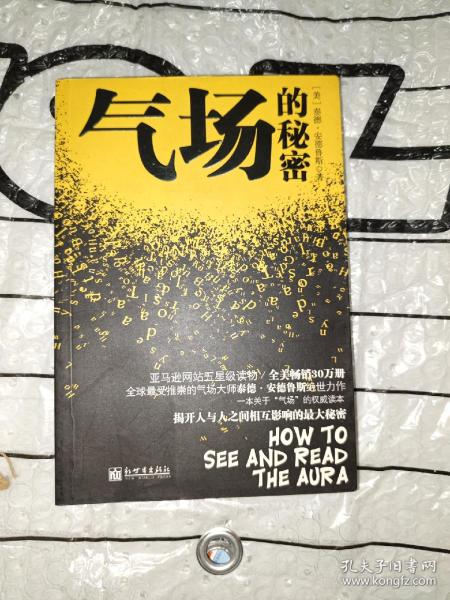 气场的秘密
[美] 泰德·安德鲁斯 著
亚马逊网站五星级读物 / 全美畅销30万册
全球最受推崇的气场大师泰德·安德鲁斯绝世力作
一本关于“气场”的权威读本
揭开人与人之间相互影响的最大秘密
HOW TO
SEE AND READ
THE AURA
新世界出版社
NEW WORLD PRESS
孔夫子旧书网
www.kongfz.com